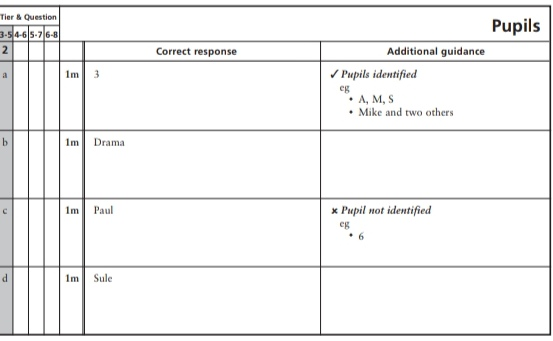 Tier & Question
3-5 4-6 5-7 6-8
Pupils
2
Correct response
Additional guidance
a
1m
3
✓ Pupils identified
eg
• A, M, S
• Mike and two others
b
1m
Drama
c
1m
Paul
× Pupil not identified
eg
• 6
d
1m
Sule